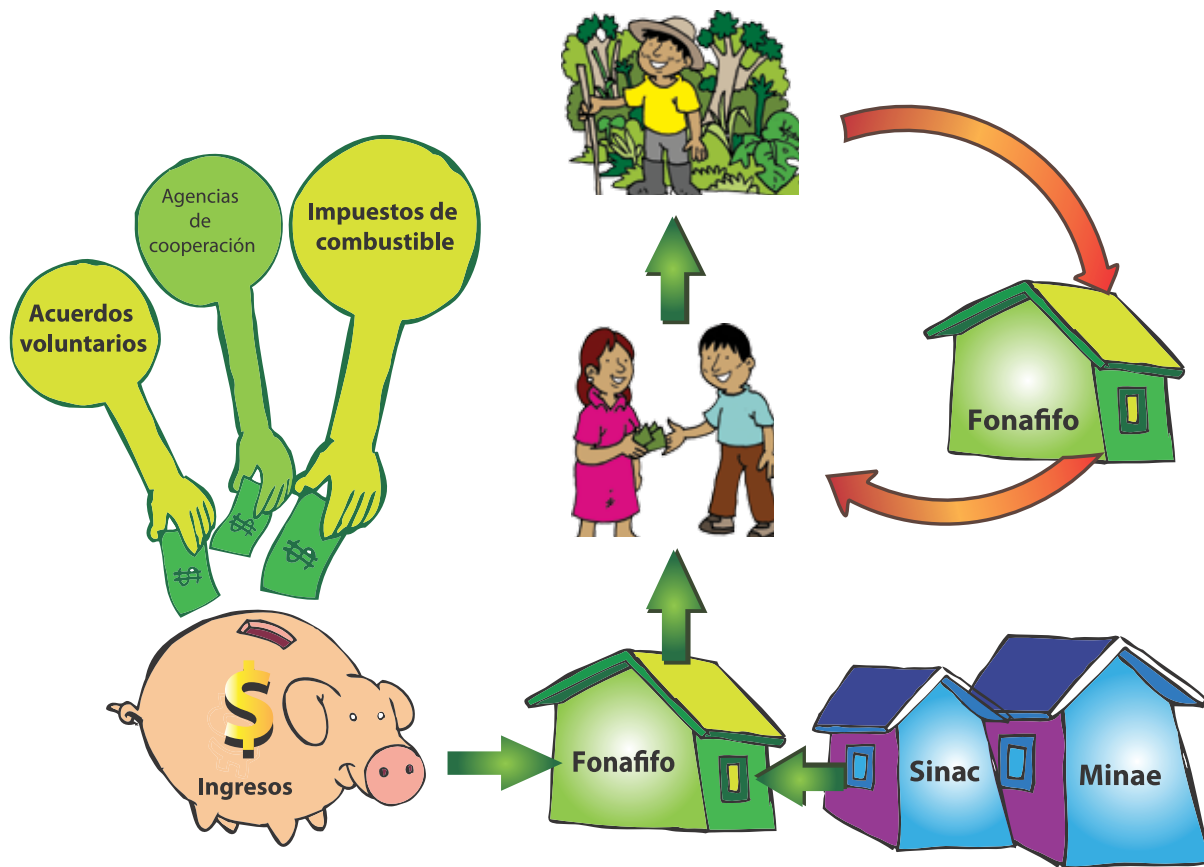 Agencias
de
cooperación
Impuestos de
combustible
Acuerdos
voluntarios
Fonafifo
$
$
$
$
Ingresos
Fonafifo
Sinac
Minae